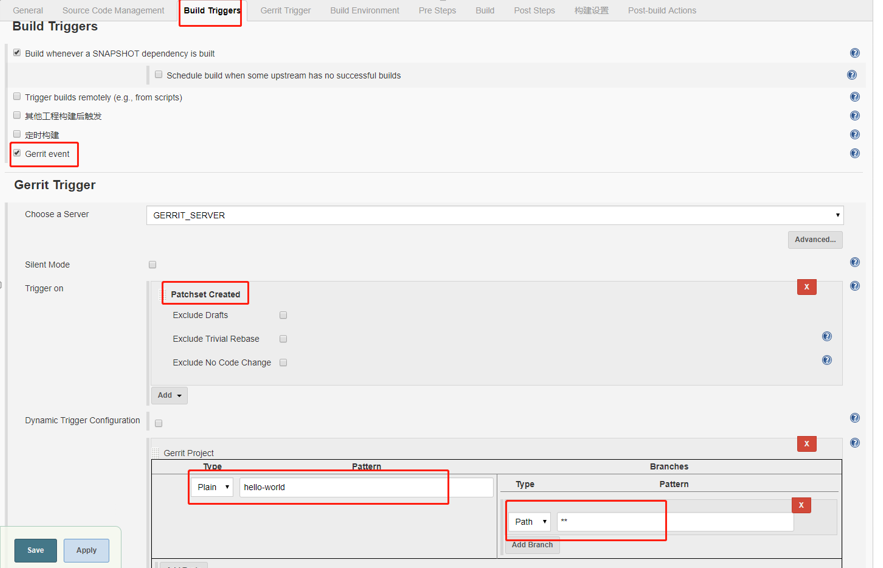 General Source Code Management Build Triggers Gerrit Trigger Build Environment Pre Steps Build Post Steps 构建设置 Post-build Actions
Build Triggers
Build whenever a SNAPSHOT dependency is built
Schedule build when some upstream has no successful builds
Trigger builds remotely (e.g., from scripts)
其他工程构建后触发
定时构建
Gerrit event
Gerrit Trigger
Choose a Server GERRIT_SERVER
Advanced...
Silent Mode
Trigger on
Patchset Created X
Exclude Drafts
Exclude Trivial Rebase
Exclude No Code Change
Add
Dynamic Trigger Configuration
Gerrit Project X
Type Pattern Branches
Plain hello-world
Type Pattern
X
Path **
Add Branch
Save Apply